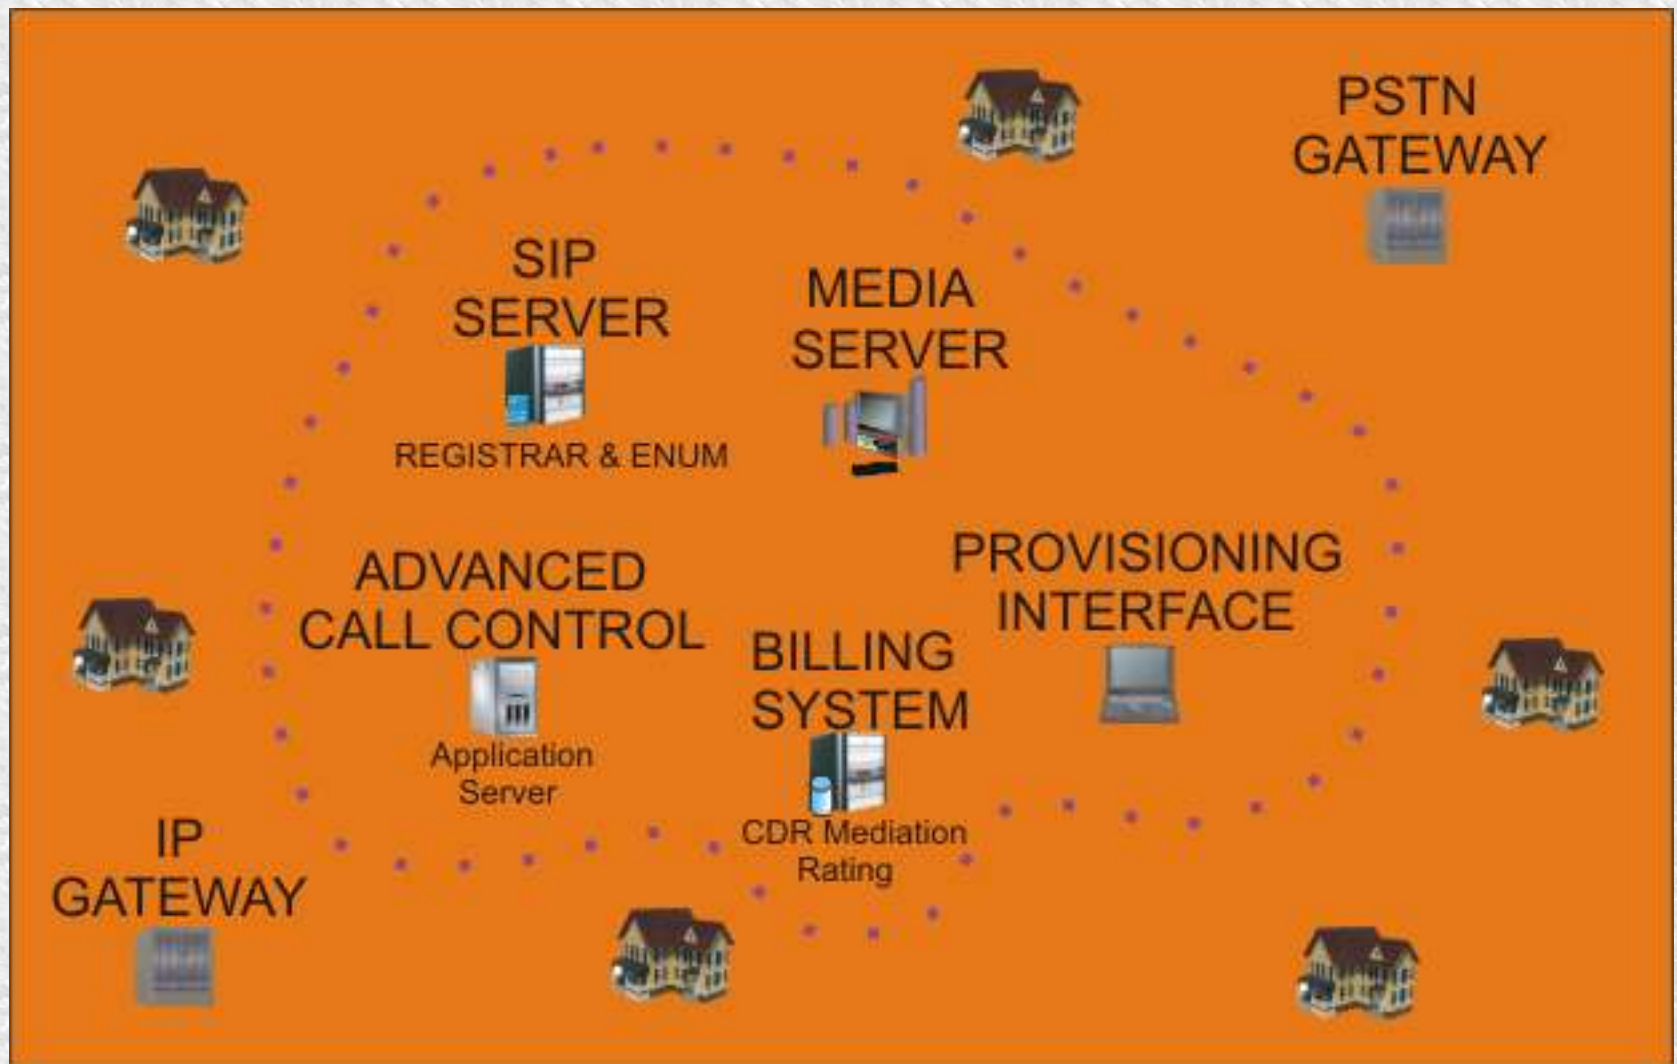 PSTN
GATEWAY
SIP
SERVER
REGISTRAR & ENUM
MEDIA
SERVER
ADVANCED
CALL CONTROL
Application
Server
PROVISIONING
INTERFACE
BILLING
SYSTEM
CDR Mediation
Rating
IP
GATEWAY